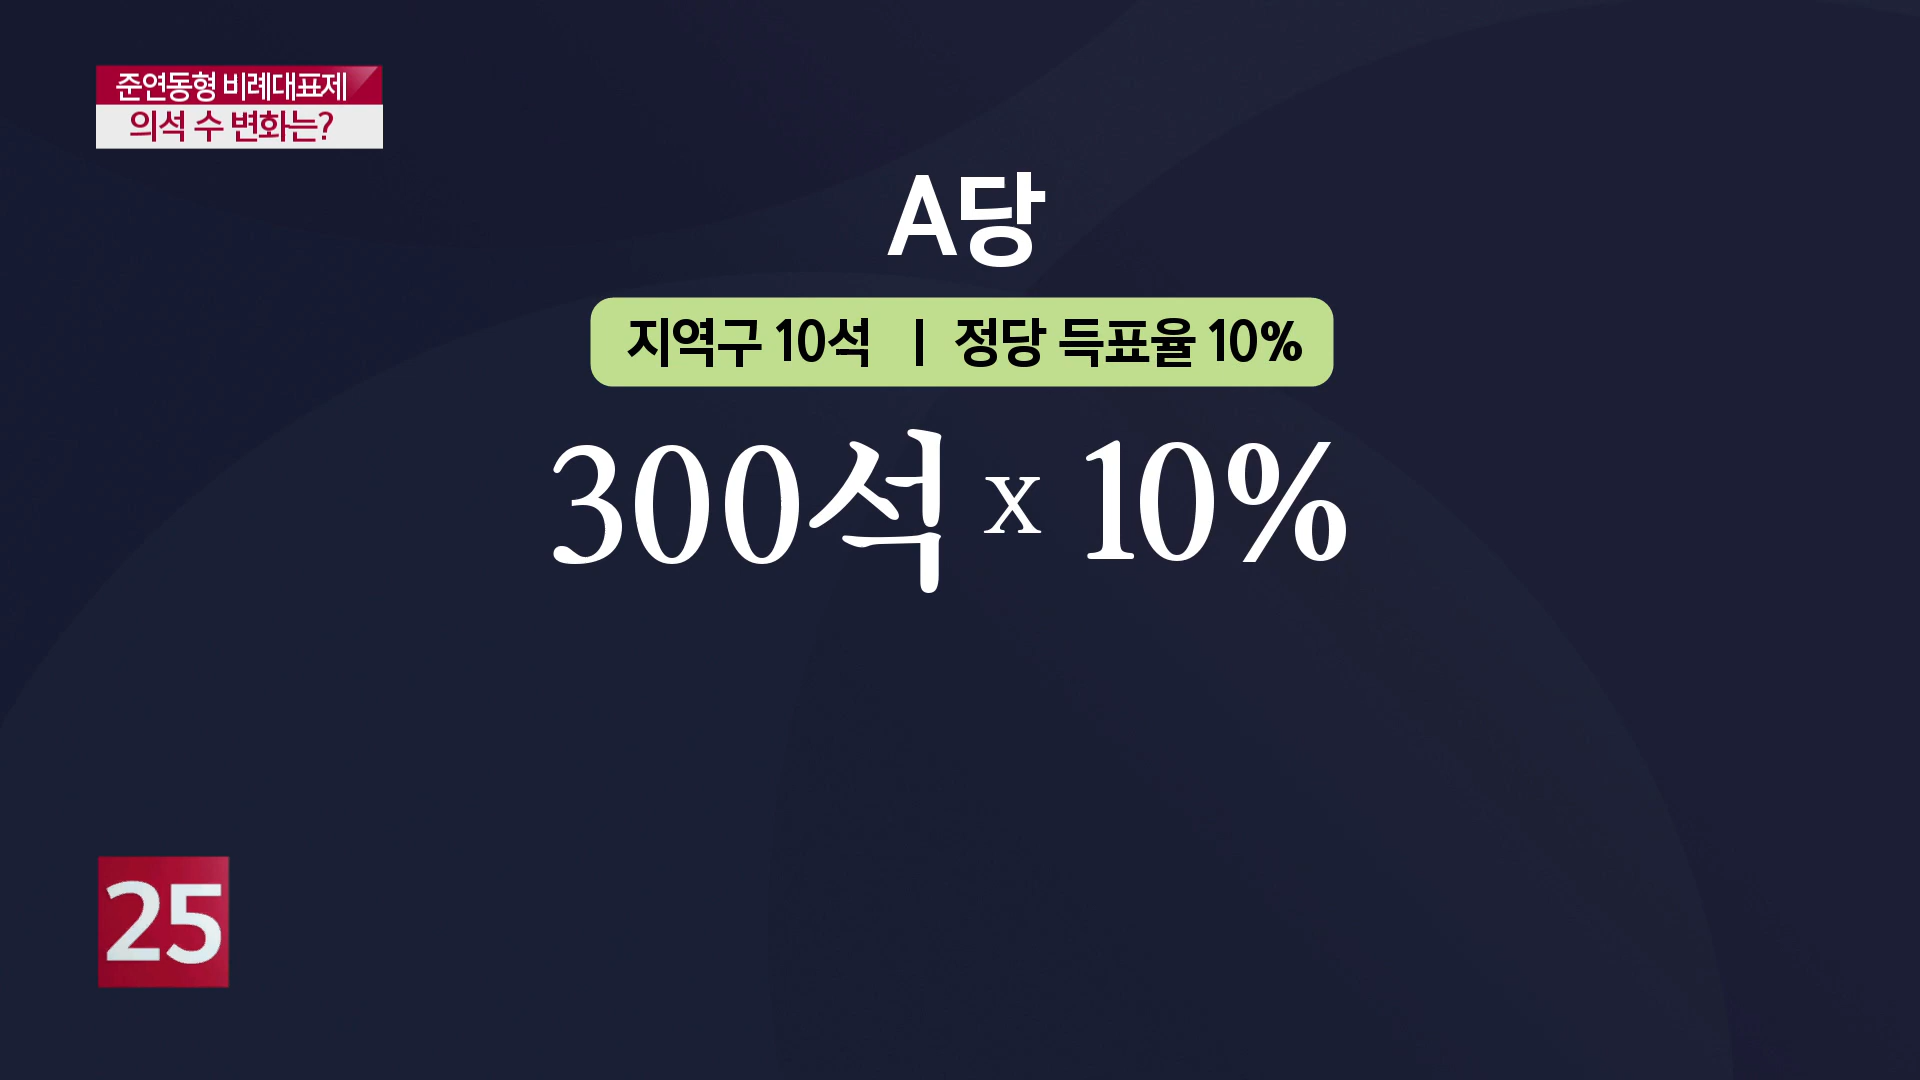 준연동형 비례대표제
의석 수 변화는?
A당
지역구 10석 | 정당 득표율 10%
300석 x 10%
25